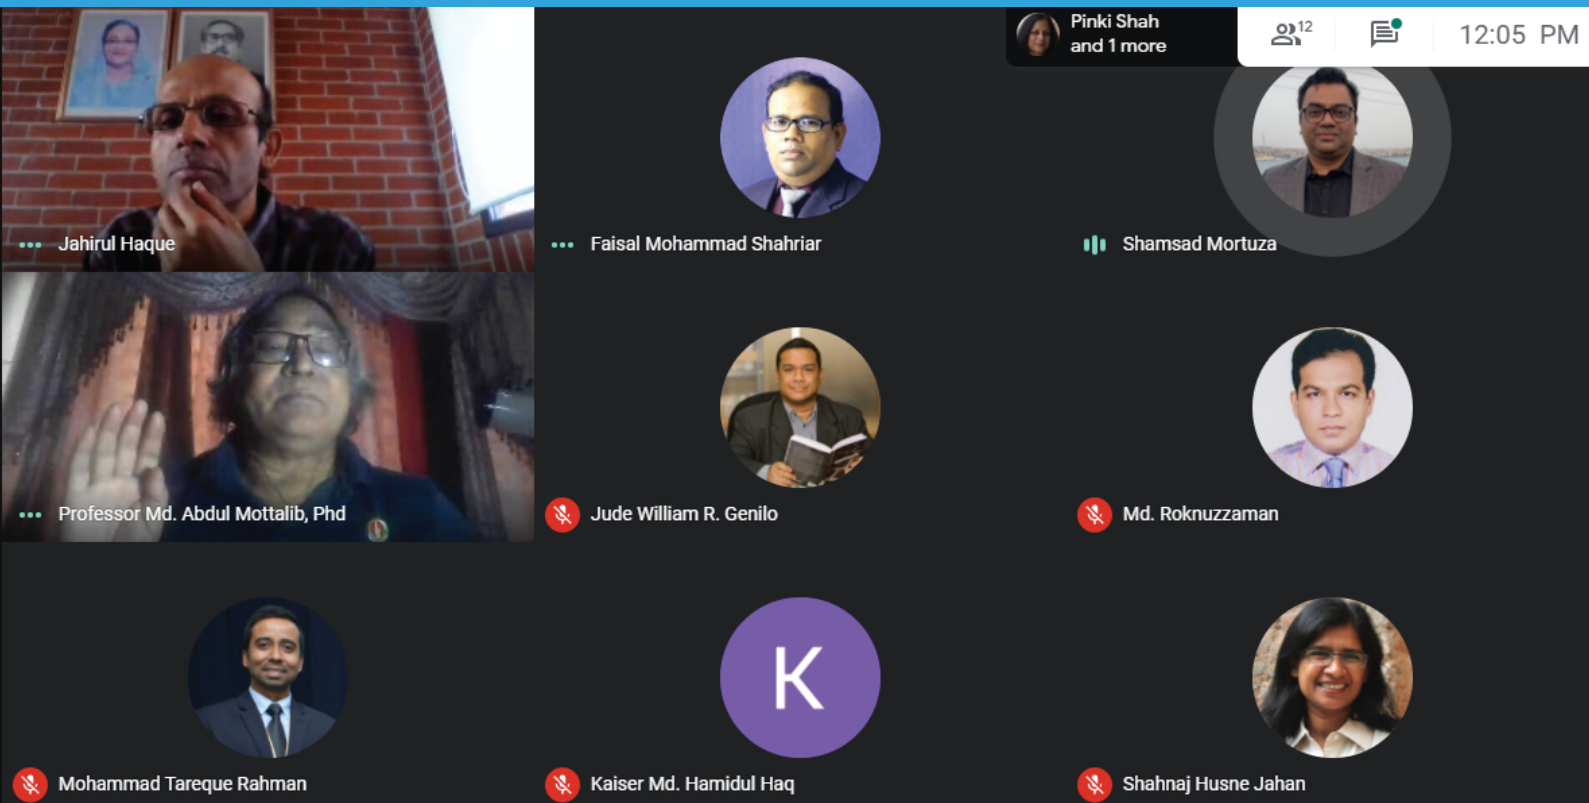 Pinki Shah
and 1 more
12
12:05 PM
Jahirul Haque
Faisal Mohammad Shahriar
Shamsad Mortuza
Professor Md. Abdul Mottalib, Phd
Jude William R. Genilo
Md. Roknuzzaman
K
Mohammad Tareque Rahman
Kaiser Md. Hamidul Haq
Shahnaj Husne Jahan